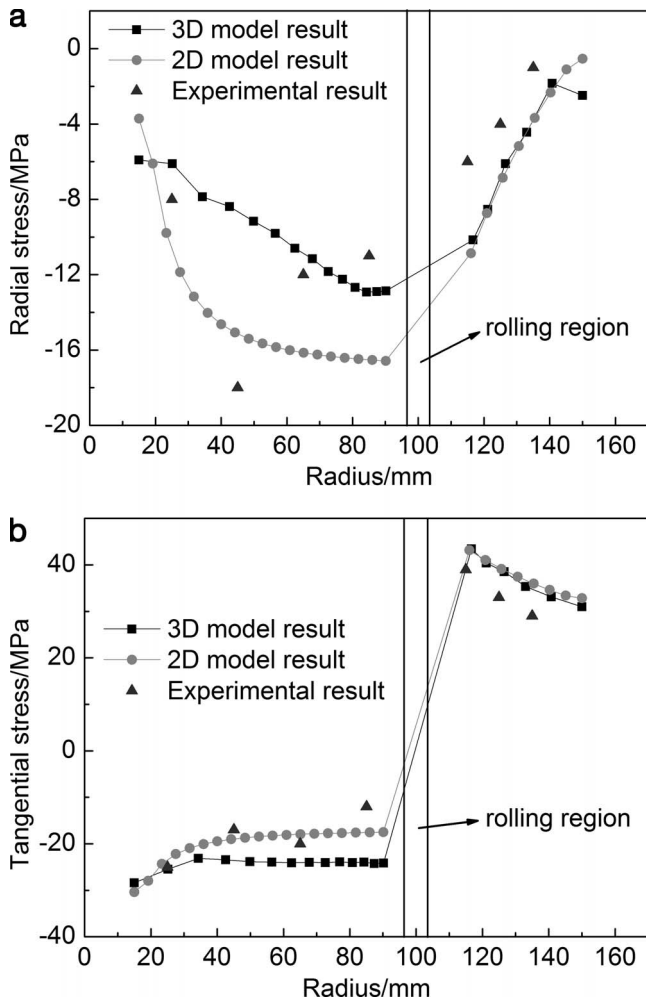 a
0
-4
-8
-12
-16
-20
Radial stress/MPa
3D model result
2D model result
Experimental result
rolling region
0 20 40 60 80 100 120 140 160
Radius/mm
b
40
20
0
-20
-40
Tangential stress/MPa
3D model result
2D model result
Experimental result
rolling region
0 20 40 60 80 100 120 140 160
Radius/mm